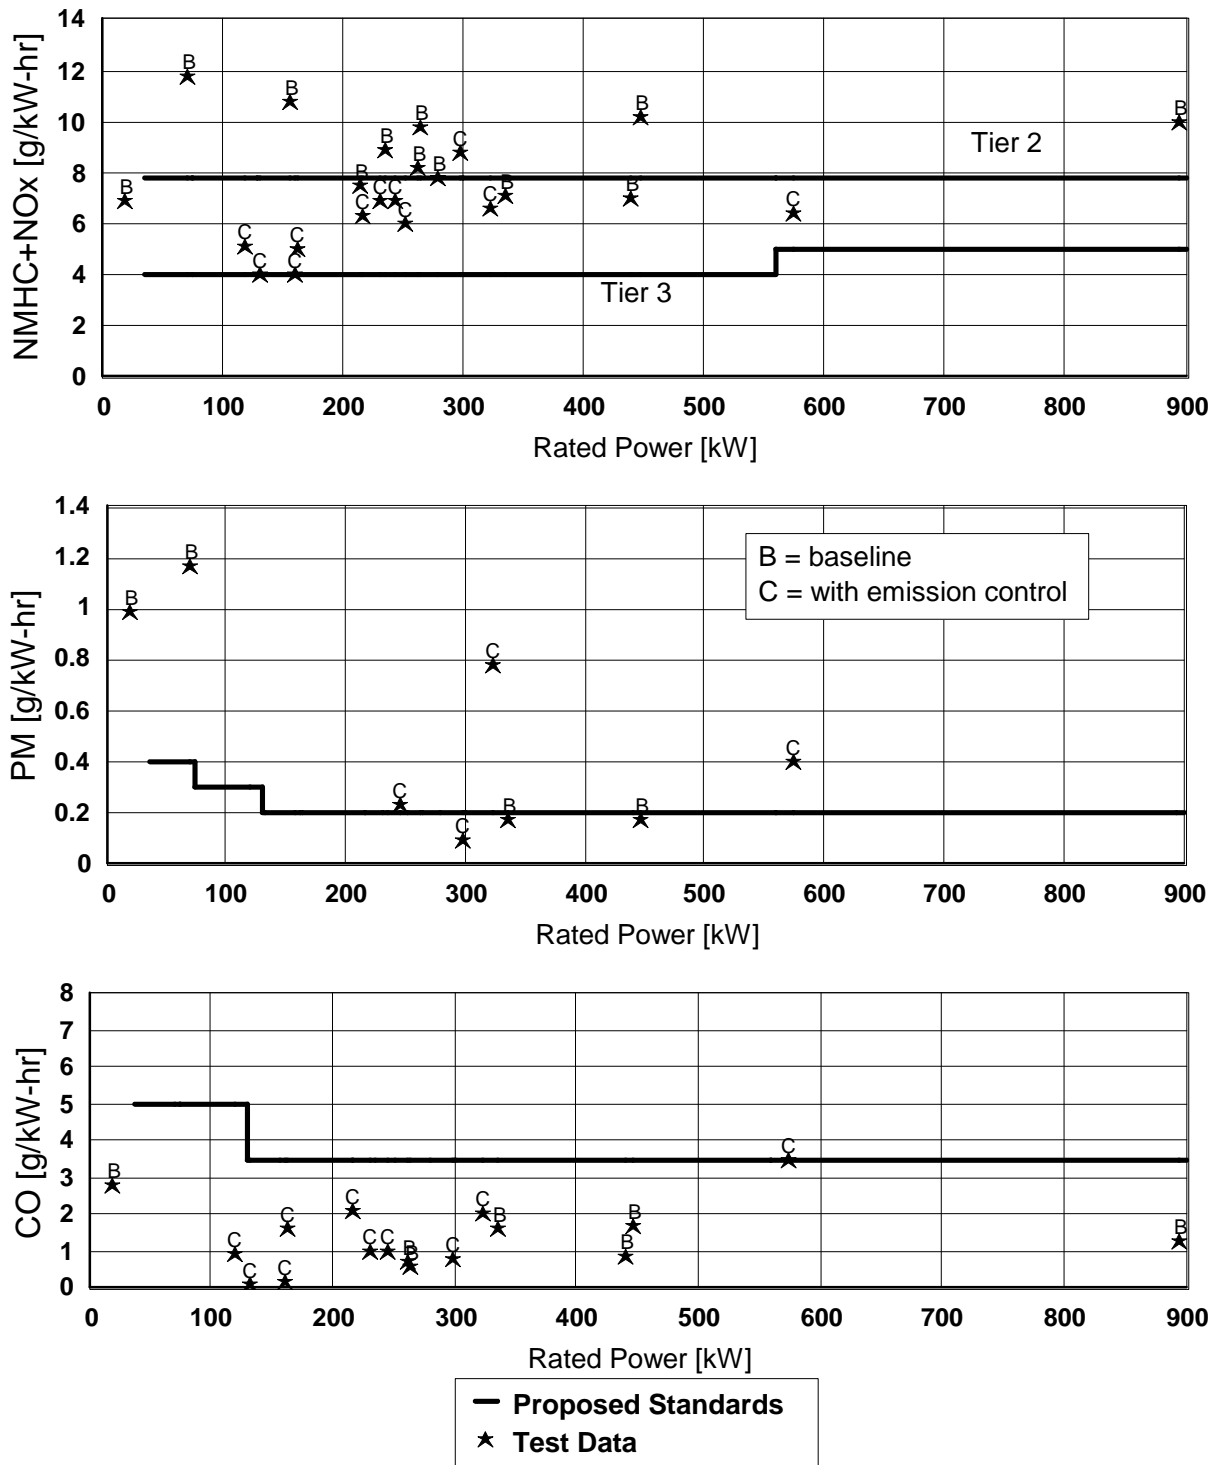 14
12
10
8
6
4
2
0
NMHC+NOx [g/kW-hr]
B
B
B
B
B
B
B
B
C
B
B
B
B
B
C
C
C
C
C
C
C
C
C
C
C
Tier 2
Tier 3
0 100 200 300 400 500 600 700 800 900
Rated Power [kW]
1.4
1.2
1
0.8
0.6
0.4
0.2
0
PM [g/kW-hr]
B
B
C
C
C
B
B
C
B = baseline
C = with emission control
0 100 200 300 400 500 600 700 800 900
Rated Power [kW]
8
7
6
5
4
3
2
1
0
CO [g/kW-hr]
B
C
C
C
C
C
C
C
B
B
C
C
B
B
B
C
B
0 100 200 300 400 500 600 700 800 900
Rated Power [kW]
Proposed Standards
Test Data